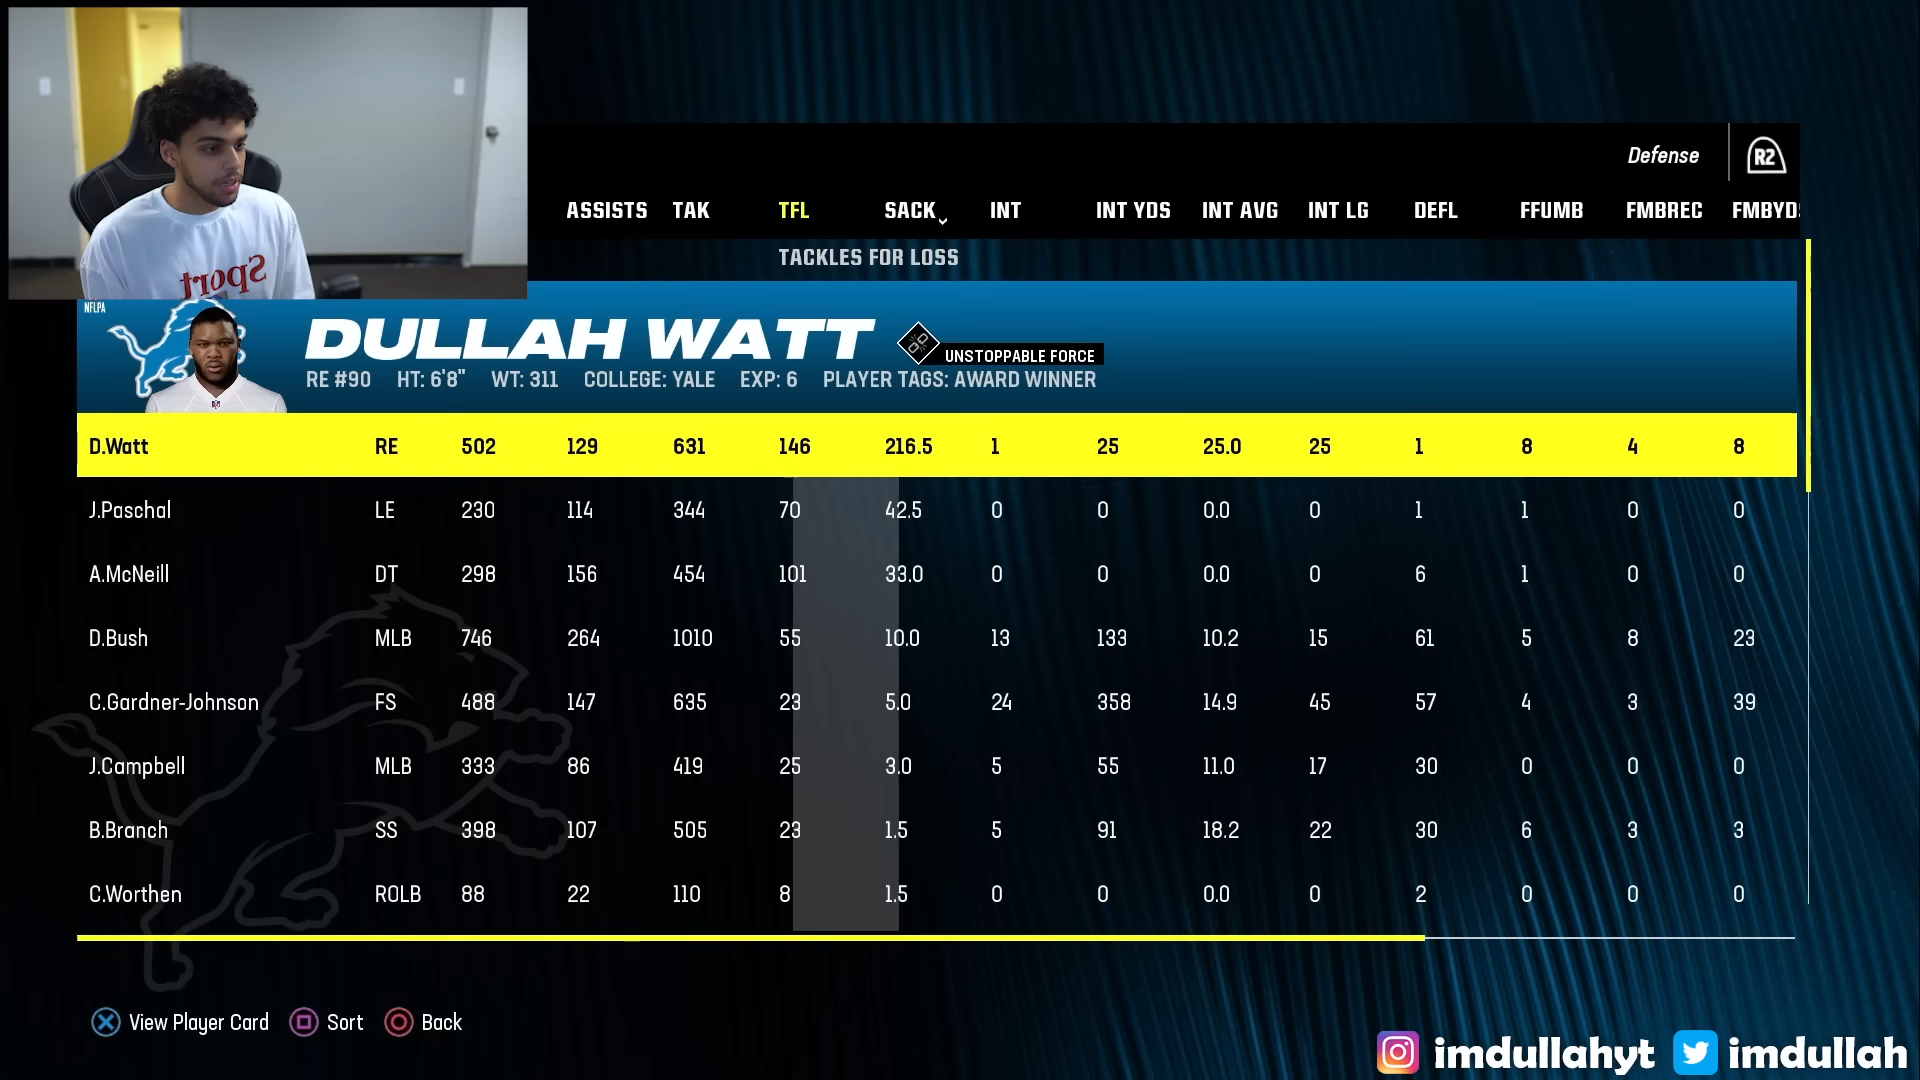 Sport
Defense R2
ASSISTS TAK TFL SACK INT INT YDS INT AVG INT LG DEFL FFUMB FMBREC FMBYD
TACKLES FOR LOSS
NFLPA
DULLAH WATT UNSTOPPABLE FORCE
RE #90 HT: 6'8" WT: 311 COLLEGE: YALE EXP: 6 PLAYER TAGS: AWARD WINNER
D.Watt RE 502 129 631 146 216.5 1 25 25.0 25 1 8 4 8
J.Paschal LE 230 114 344 70 42.5 0 0 0.0 0 1 1 0 0
A.McNeill DT 298 156 454 101 33.0 0 0 0.0 0 6 1 0 0
D.Bush MLB 746 264 1010 55 10.0 13 133 10.2 15 61 5 8 23
C.Gardner-Johnson FS 488 147 635 23 5.0 24 358 14.9 45 57 4 3 39
J.Campbell MLB 333 86 419 25 3.0 5 55 11.0 17 30 0 0 0
B.Branch SS 398 107 505 23 1.5 5 91 18.2 22 30 6 3 3
C.Worthen ROLB 88 22 110 8 1.5 0 0 0.0 0 2 0 0 0
View Player Card Sort Back
imdullahyt imdullah